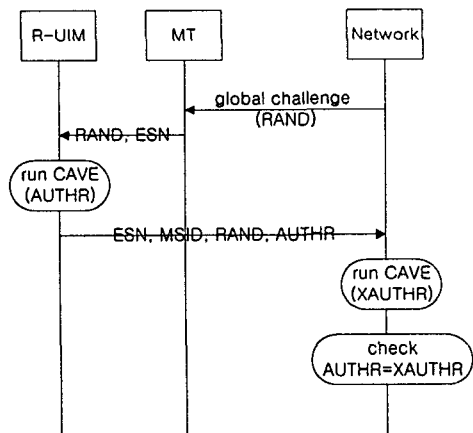 R-UIM
MT
Network
global challenge
(RAND)
RAND, ESN
run CAVE
(AUTHR)
ESN, MSID, RAND, AUTHR
run CAVE
(XAUTHR)
check
AUTHR=XAUTHR